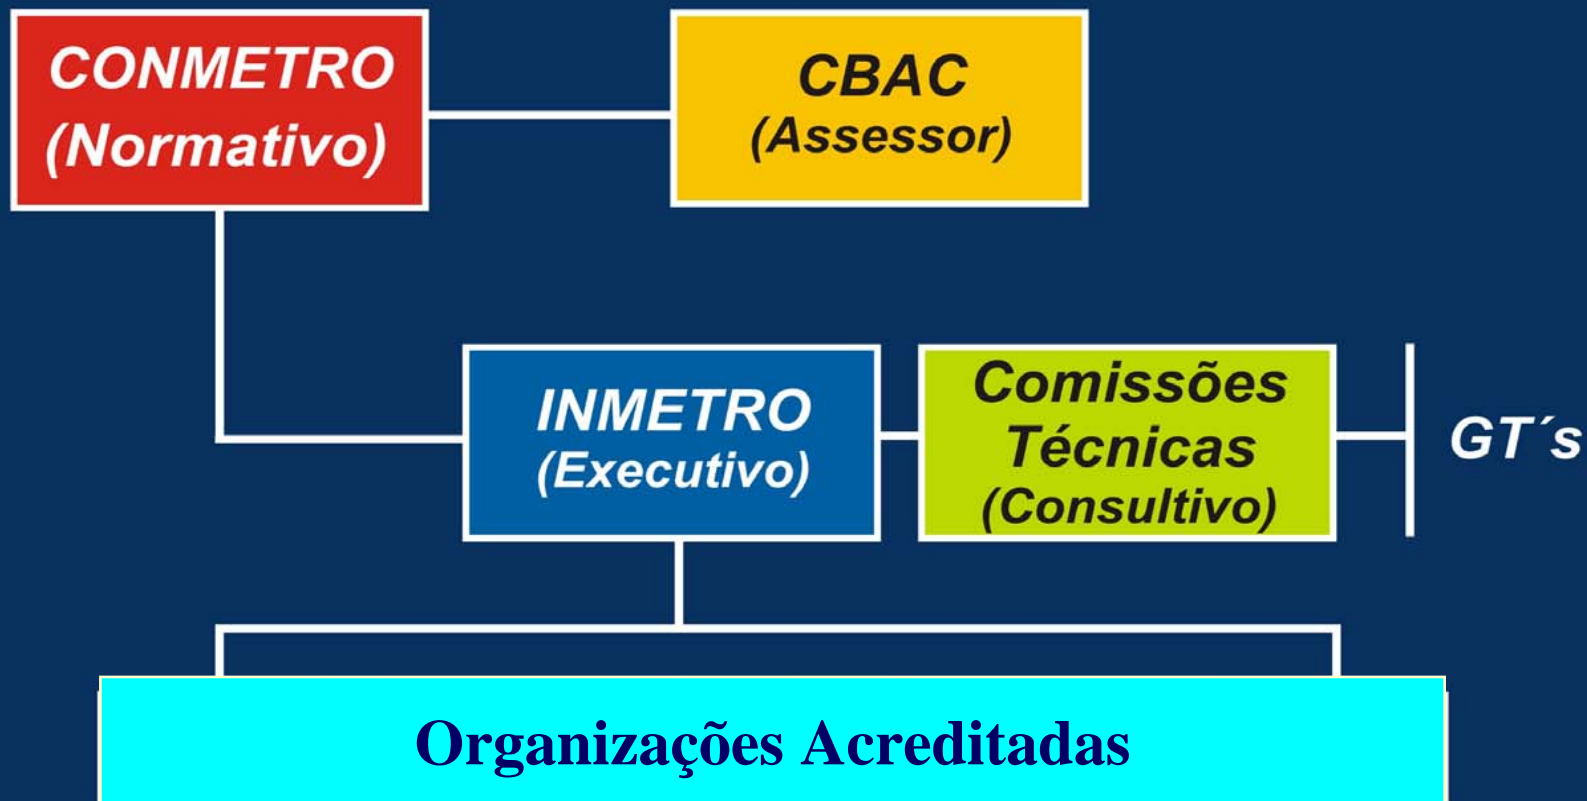 CONMETRO
(Normativo)
CBAC
(Assessor)
INMETRO
(Executivo)
Comissões
Técnicas
(Consultivo)
GT´s
Organizações Acreditadas